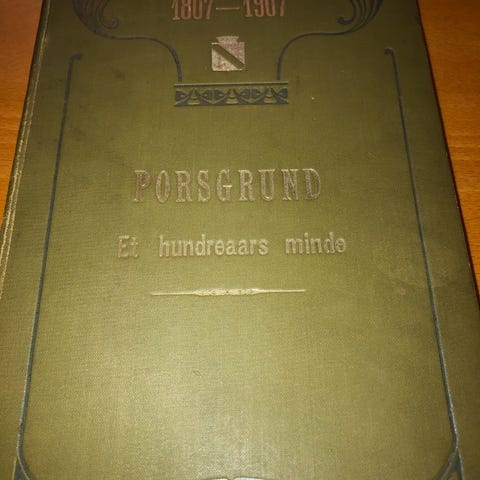 1807—1907
PORSGRUND
Et hundreaars minde